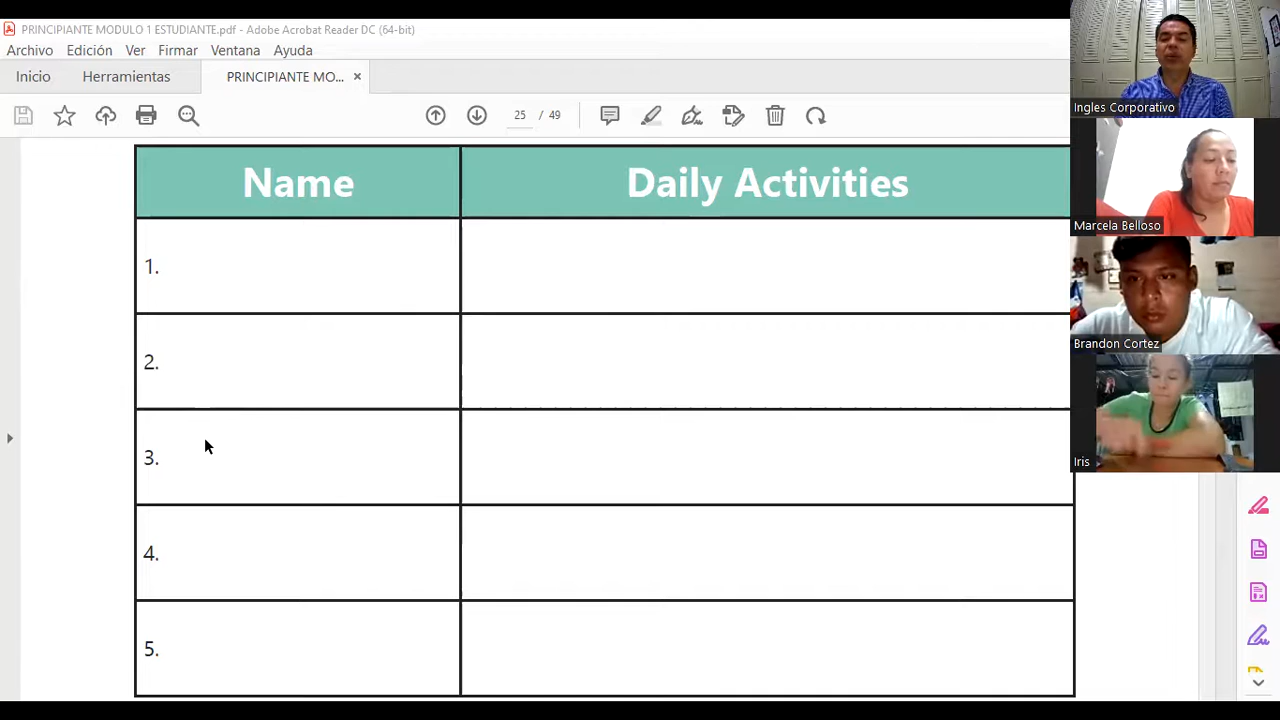 PRINCIPIANTE MODULO 1 ESTUDIANTE.pdf - Adobe Acrobat Reader DC (64-bit)
Archivo Edición Ver Firmar Ventana Ayuda
Inicio Herramientas PRINCIPIANTE MO... ×
25 / 49
Name Daily Activities
1.
2.
3.
4.
5.
Ingles Corporativo
Marcela Belloso
Brandon Cortez
Iris